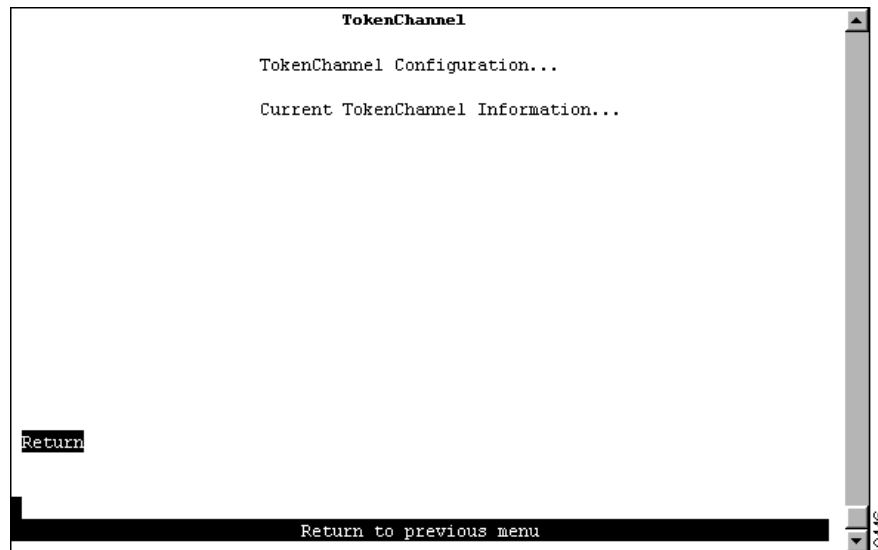 TokenChannel
TokenChannel Configuration...
Current TokenChannel Information...
Return
Return to previous menu